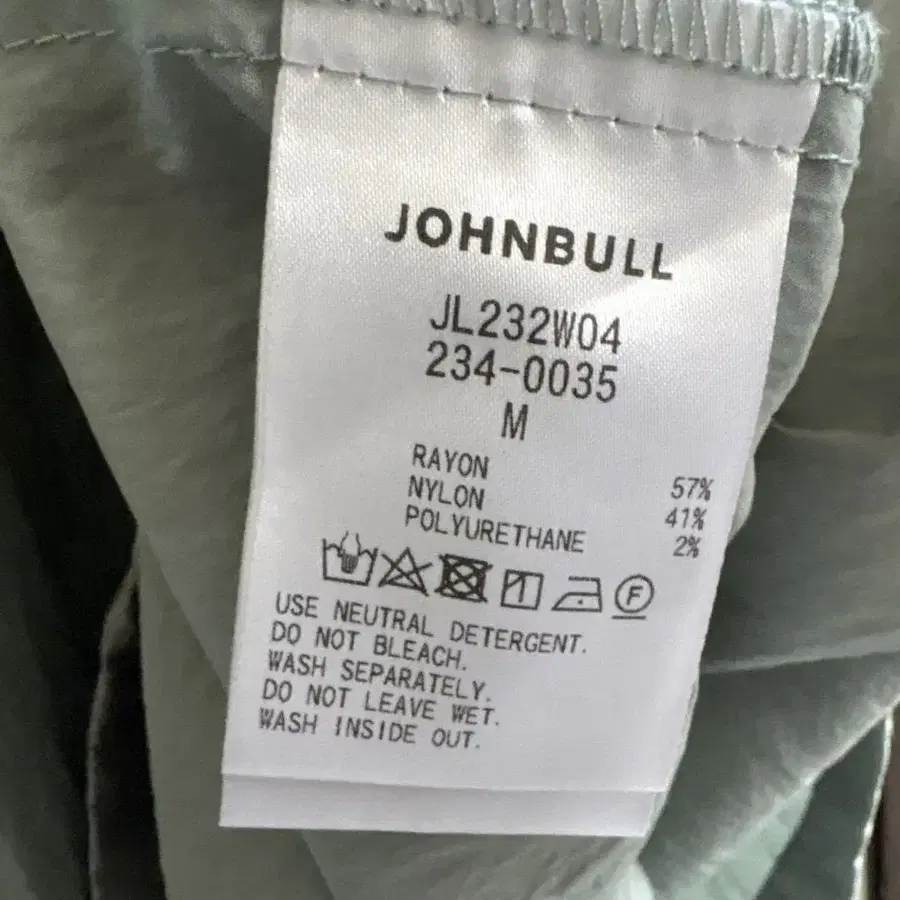 JOHNBULL
JL232W04
234-0035
M
RAYON 57%
NYLON 41%
POLYURETHANE 2%
F
USE NEUTRAL DETERGENT.
DO NOT BLEACH.
WASH SEPARATELY.
DO NOT LEAVE WET.
WASH INSIDE OUT.